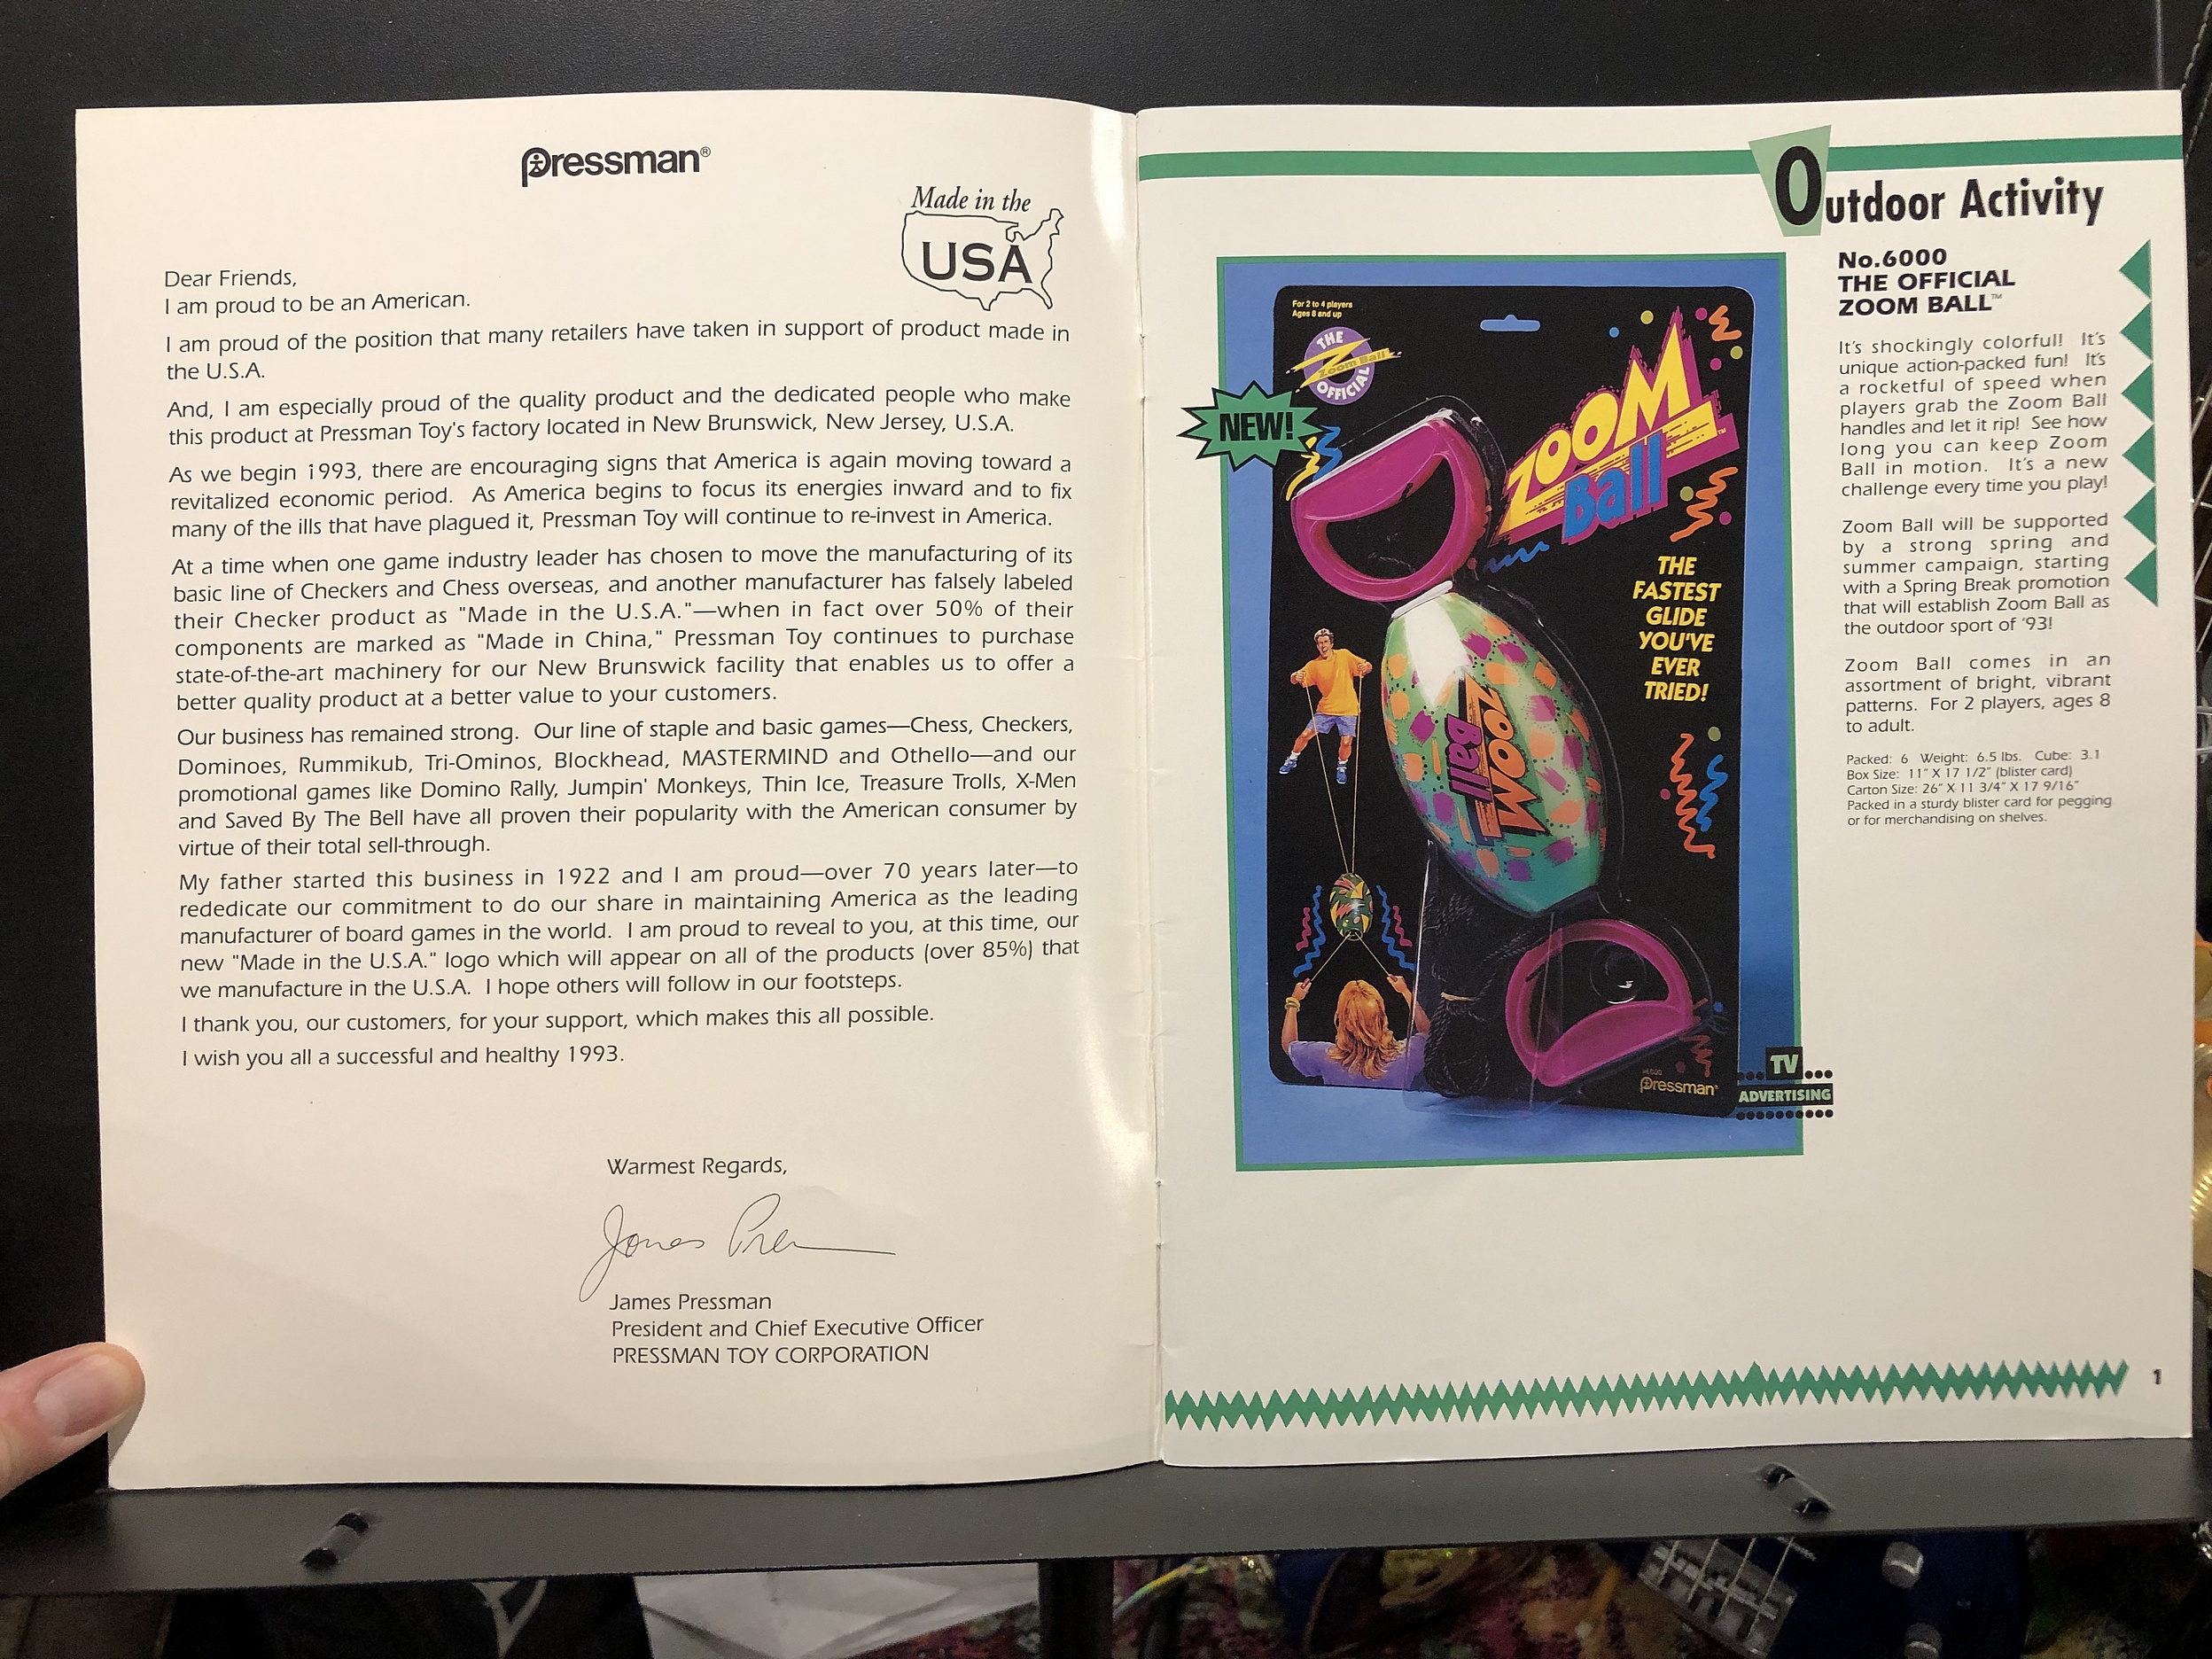 Pressman®
Made in the
USA
Dear Friends,
I am proud to be an American.
I am proud of the position that many retailers have taken in support of product made in
the U.S.A.
And, I am especially proud of the quality product and the dedicated people who make
this product at Pressman Toy's factory located in New Brunswick, New Jersey, U.S.A.
As we begin 1993, there are encouraging signs that America is again moving toward a
revitalized economic period. As America begins to focus its energies inward and to fix
many of the ills that have plagued it, Pressman Toy will continue to re-invest in America.
At a time when one game industry leader has chosen to move the manufacturing of its
basic line of Checkers and Chess overseas, and another manufacturer has falsely labeled
their Checker product as "Made in the U.S.A."—when in fact over 50% of their
components are marked as "Made in China," Pressman Toy continues to purchase
state-of-the-art machinery for our New Brunswick facility that enables us to offer a
better quality product at a better value to your customers.
Our business has remained strong. Our line of staple and basic games—Chess, Checkers,
Dominoes, Rummikub, Tri-Ominos, Blockhead, MASTERMIND and Othello—and our
promotional games like Domino Rally, Jumpin' Monkeys, Thin Ice, Treasure Trolls, X-Men
and Saved By The Bell have all proven their popularity with the American consumer by
virtue of their total sell-through.
My father started this business in 1922 and I am proud—over 70 years later—to
rededicate our commitment to do our share in maintaining America as the leading
manufacturer of board games in the world. I am proud to reveal to you, at this time, our
new "Made in the U.S.A." logo which will appear on all of the products (over 85%) that
we manufacture in the U.S.A. I hope others will follow in our footsteps.
I thank you, our customers, for your support, which makes this all possible.
I wish you all a successful and healthy 1993.
Warmest Regards,
James Pressman
President and Chief Executive Officer
PRESSMAN TOY CORPORATION
Outdoor Activity
No.6000
THE OFFICIAL
ZOOM BALL™
It's shockingly colorful! It's
unique action-packed fun! It's
a rocketful of speed when
players grab the Zoom Ball
handles and let it rip! See how
long you can keep Zoom
Ball in motion. It's a new
challenge every time you play!
Zoom Ball will be supported
by a strong spring and
summer campaign, starting
with a Spring Break promotion
that will establish Zoom Ball as
the outdoor sport of '93!
Zoom Ball comes in an
assortment of bright, vibrant
patterns. For 2 players, ages 8
to adult.
Packed: 6 Weight: 6.5 lbs. Cube: 3.1
Box Size: 11" X 17 1/2" (blister card)
Carton Size: 26" X 11 3/4" X 17 9/16"
Packed in a sturdy blister card for pegging
or for merchandising on shelves.
For 2 to 4 players
Ages 8 and up
THE
Zoom Ball
OFFICIAL
NEW!
ZOOM
Ball™
THE
FASTEST
GLIDE
YOU'VE
EVER
TRIED!
ZOOM
Ball
Pressman®
TV
ADVERTISING
1